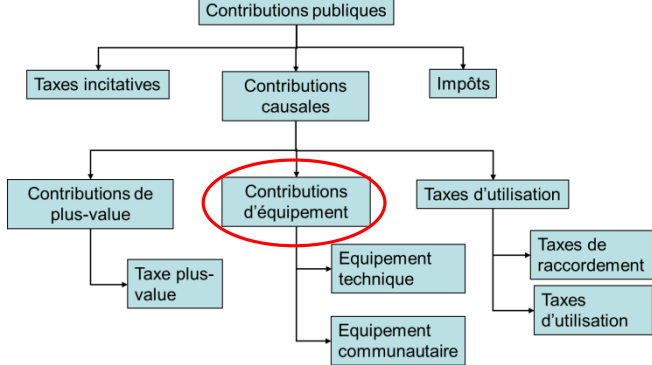 Contributions publiques
Taxes incitatives
Contributions
causales
Impôts
Contributions de
plus-value
Contributions
d'équipement
Taxes d'utilisation
Taxe plus-
value
Equipement
technique
Equipement
communautaire
Taxes de
raccordement
Taxes
d'utilisation